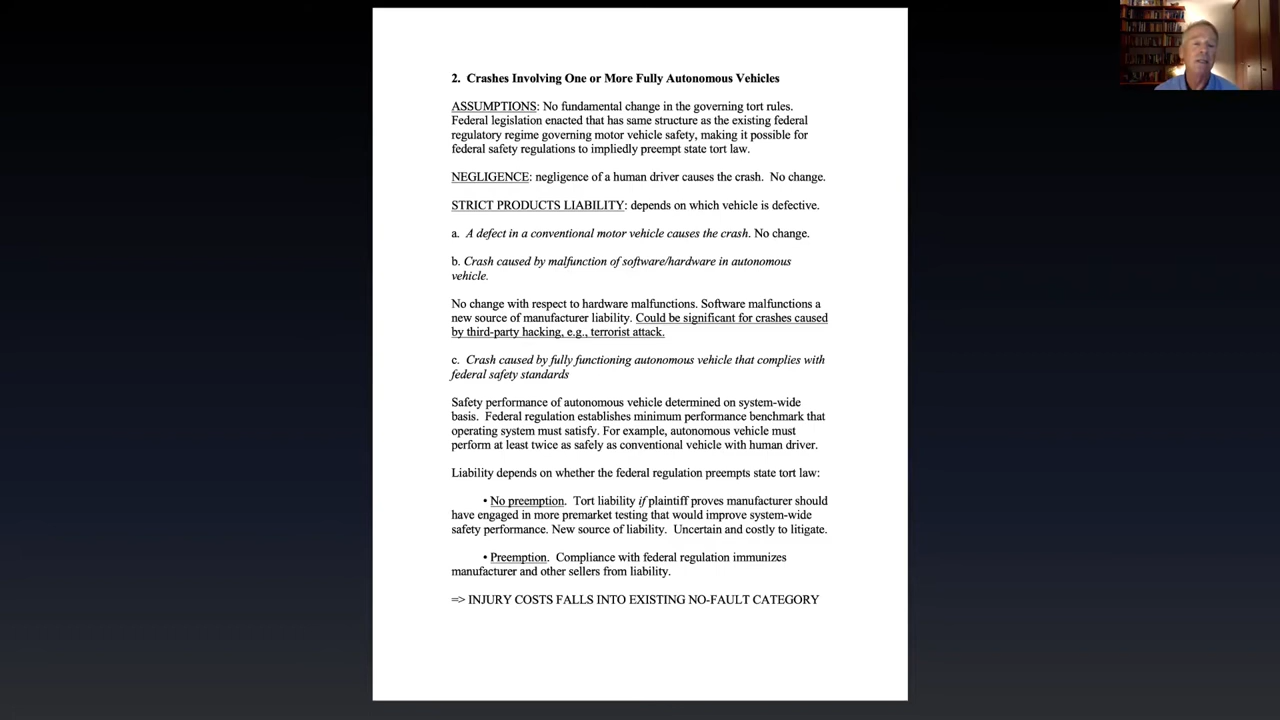 2. Crashes Involving One or More Fully Autonomous Vehicles
ASSUMPTIONS: No fundamental change in the governing tort rules.
Federal legislation enacted that has same structure as the existing federal
regulatory regime governing motor vehicle safety, making it possible for
federal safety regulations to impliedly preempt state tort law.
NEGLIGENCE: negligence of a human driver causes the crash. No change.
STRICT PRODUCTS LIABILITY: depends on which vehicle is defective.
a. A defect in a conventional motor vehicle causes the crash. No change.
b. Crash caused by malfunction of software/hardware in autonomous
vehicle.
No change with respect to hardware malfunctions. Software malfunctions a
new source of manufacturer liability. Could be significant for crashes caused
by third-party hacking, e.g., terrorist attack.
c. Crash caused by fully functioning autonomous vehicle that complies with
federal safety standards
Safety performance of autonomous vehicle determined on system-wide
basis. Federal regulation establishes minimum performance benchmark that
operating system must satisfy. For example, autonomous vehicle must
perform at least twice as safely as conventional vehicle with human driver.
Liability depends on whether the federal regulation preempts state tort law:
• No preemption. Tort liability if plaintiff proves manufacturer should
have engaged in more premarket testing that would improve system-wide
safety performance. New source of liability. Uncertain and costly to litigate.
• Preemption. Compliance with federal regulation immunizes
manufacturer and other sellers from liability.
=> INJURY COSTS FALLS INTO EXISTING NO-FAULT CATEGORY